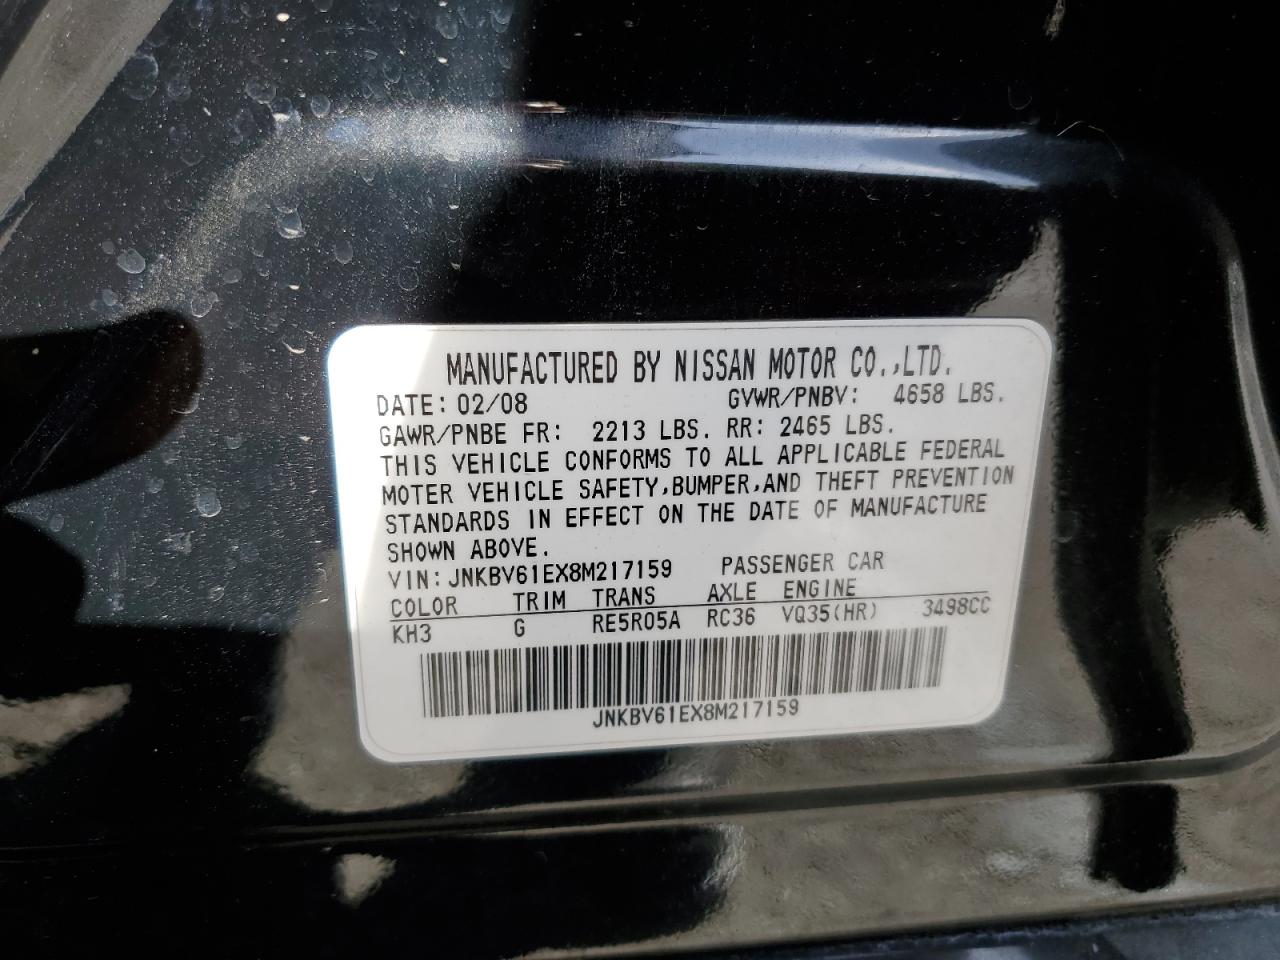 MANUFACTURED BY NISSAN MOTOR CO.,LTD.
DATE: 02/08 GVWR/PNBV: 4658 LBS.
GAWR/PNBE FR: 2213 LBS. RR: 2465 LBS.
THIS VEHICLE CONFORMS TO ALL APPLICABLE FEDERAL
MOTER VEHICLE SAFETY,BUMPER,AND THEFT PREVENTION
STANDARDS IN EFFECT ON THE DATE OF MANUFACTURE
SHOWN ABOVE.
VIN: JNKBV61EX8M217159 PASSENGER CAR
COLOR TRIM TRANS AXLE ENGINE
KH3 G RE5R05A RC36 VQ35(HR) 3498CC
JNKBV61EX8M217159